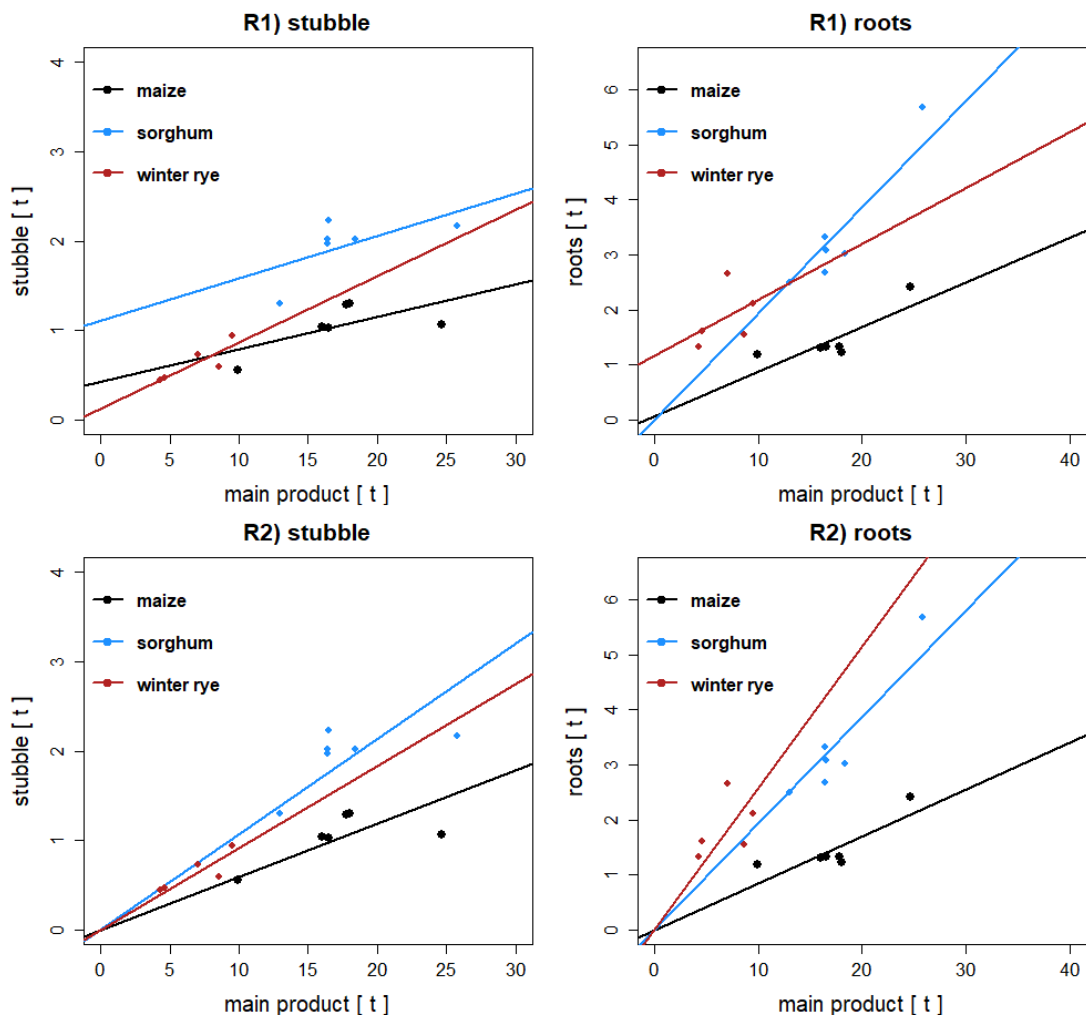 R1) stubble
stubble [ t ]
4
3
2
1
0
maize
sorghum
winter rye
0 5 10 15 20 25 30
main product [ t ]
R1) roots
roots [ t ]
6
5
4
3
2
1
0
maize
sorghum
winter rye
0 10 20 30 40
main product [ t ]
R2) stubble
stubble [ t ]
4
3
2
1
0
maize
sorghum
winter rye
0 5 10 15 20 25 30
main product [ t ]
R2) roots
roots [ t ]
6
5
4
3
2
1
0
maize
sorghum
winter rye
0 10 20 30 40
main product [ t ]